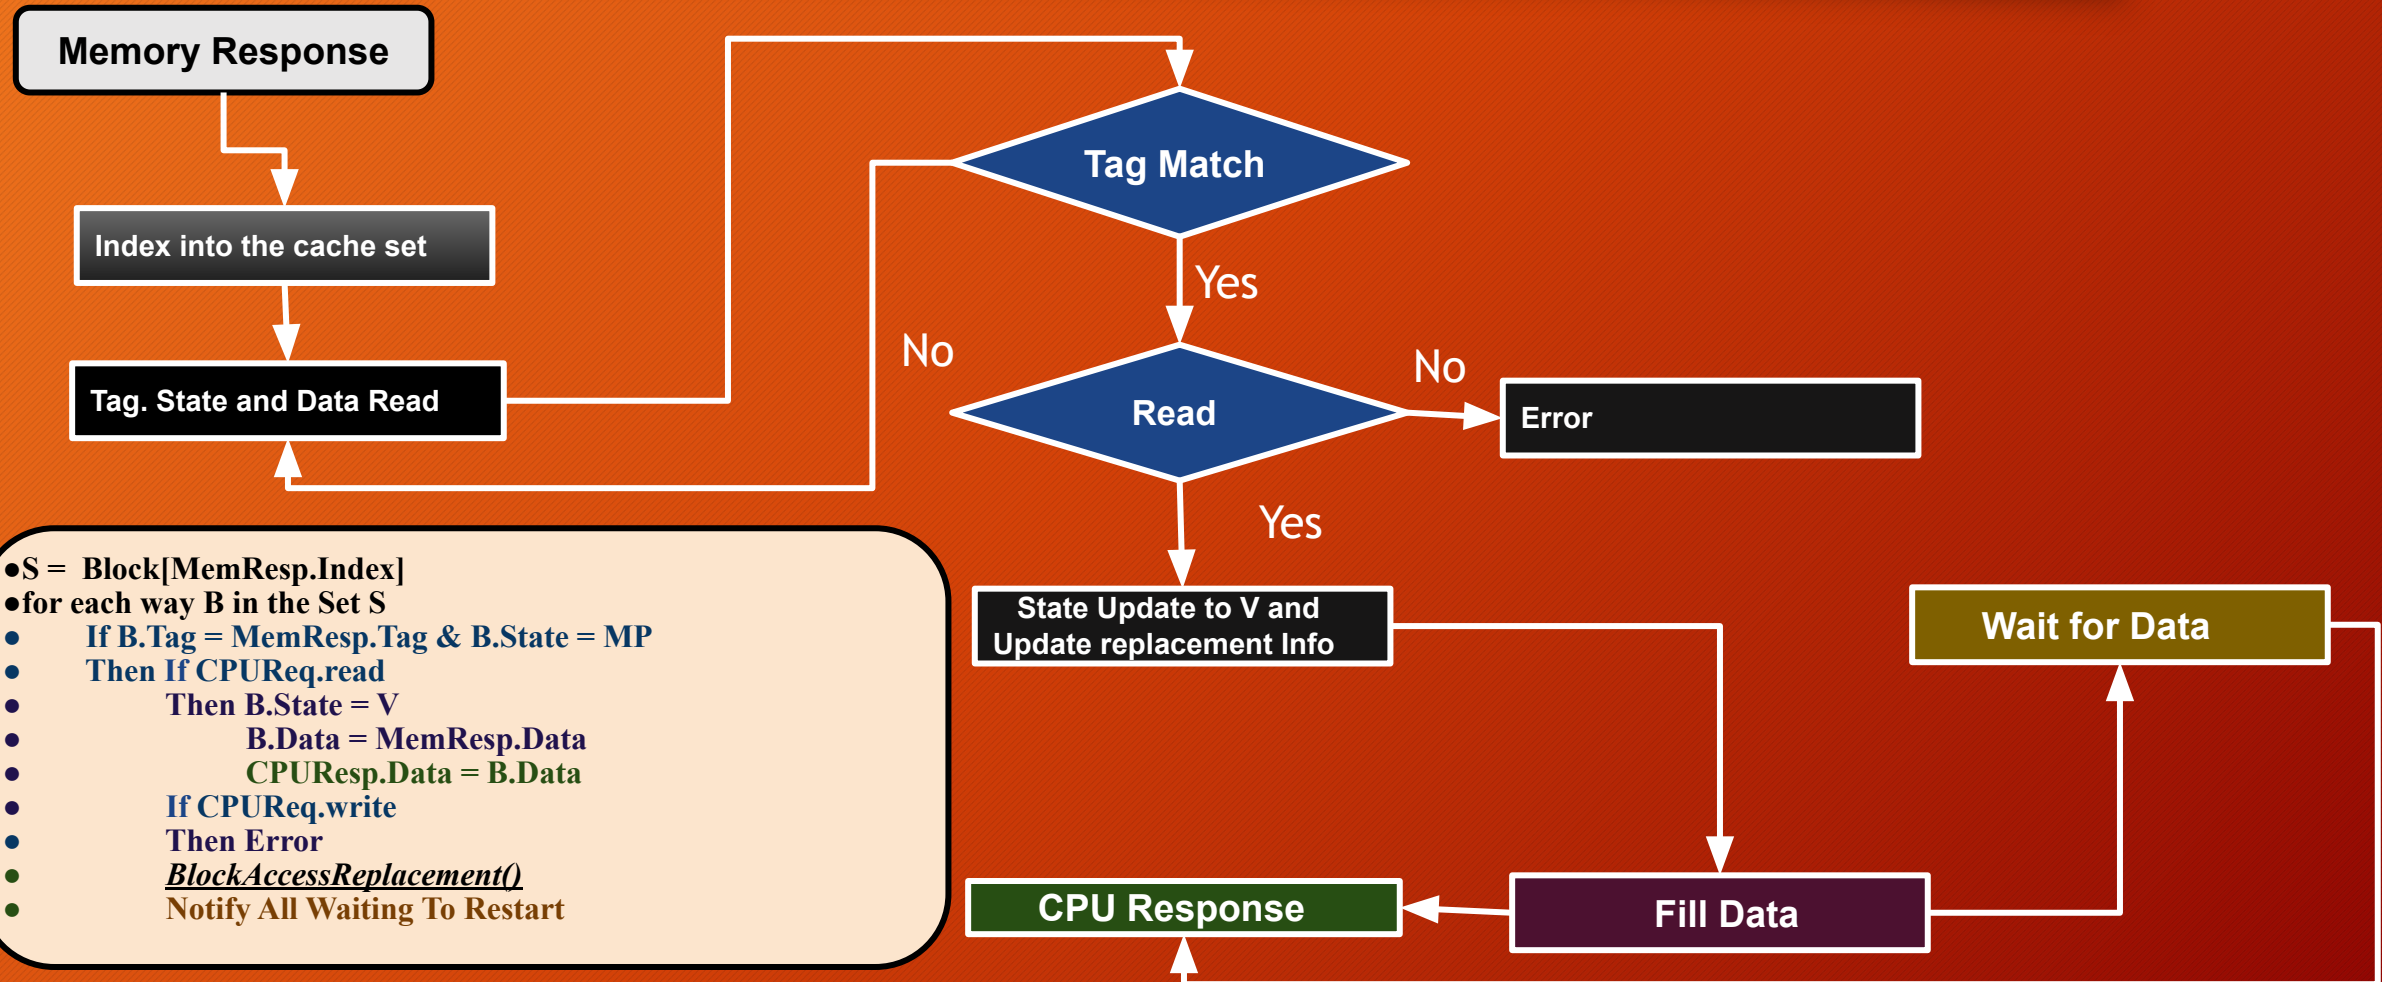 Memory Response
Index into the cache set
Tag. State and Data Read
Tag Match
Yes
No
Read
No
Error
Yes
State Update to V and
Update replacement Info
Wait for Data
Fill Data
CPU Response
●S = Block[MemResp.Index]
●for each way B in the Set S
● If B.Tag = MemResp.Tag & B.State = MP
● Then If CPUReq.read
● Then B.State = V
● B.Data = MemResp.Data
● CPUResp.Data = B.Data
● If CPUReq.write
● Then Error
● BlockAccessReplacement()
● Notify All Waiting To Restart